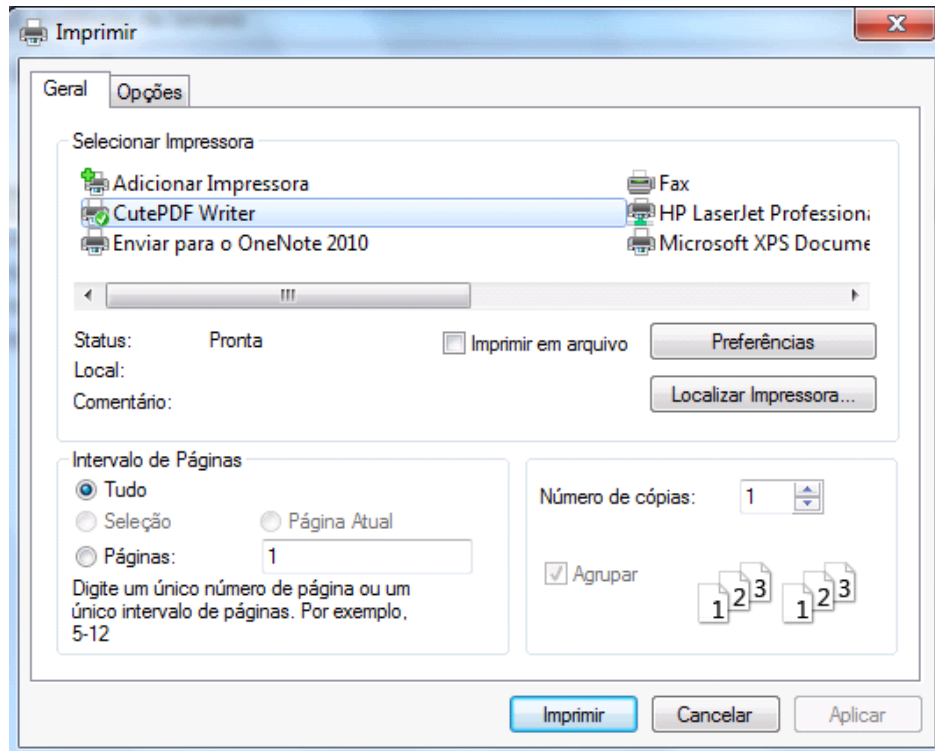 Imprimir
Geral
Opções
Selecionar Impressora
Adicionar Impressora
Fax
CutePDF Writer
HP LaserJet Professiona
Enviar para o OneNote 2010
Microsoft XPS Docume
Status: Pronta
Imprimir em arquivo
Preferências
Local:
Localizar Impressora...
Comentário:
Intervalo de Páginas
Tudo
Seleção
Página Atual
Páginas: 1
Digite um único número de página ou um
único intervalo de páginas. Por exemplo,
5-12
Número de cópias: 1
Agrupar
1 2 3 1 2 3
Imprimir
Cancelar
Aplicar